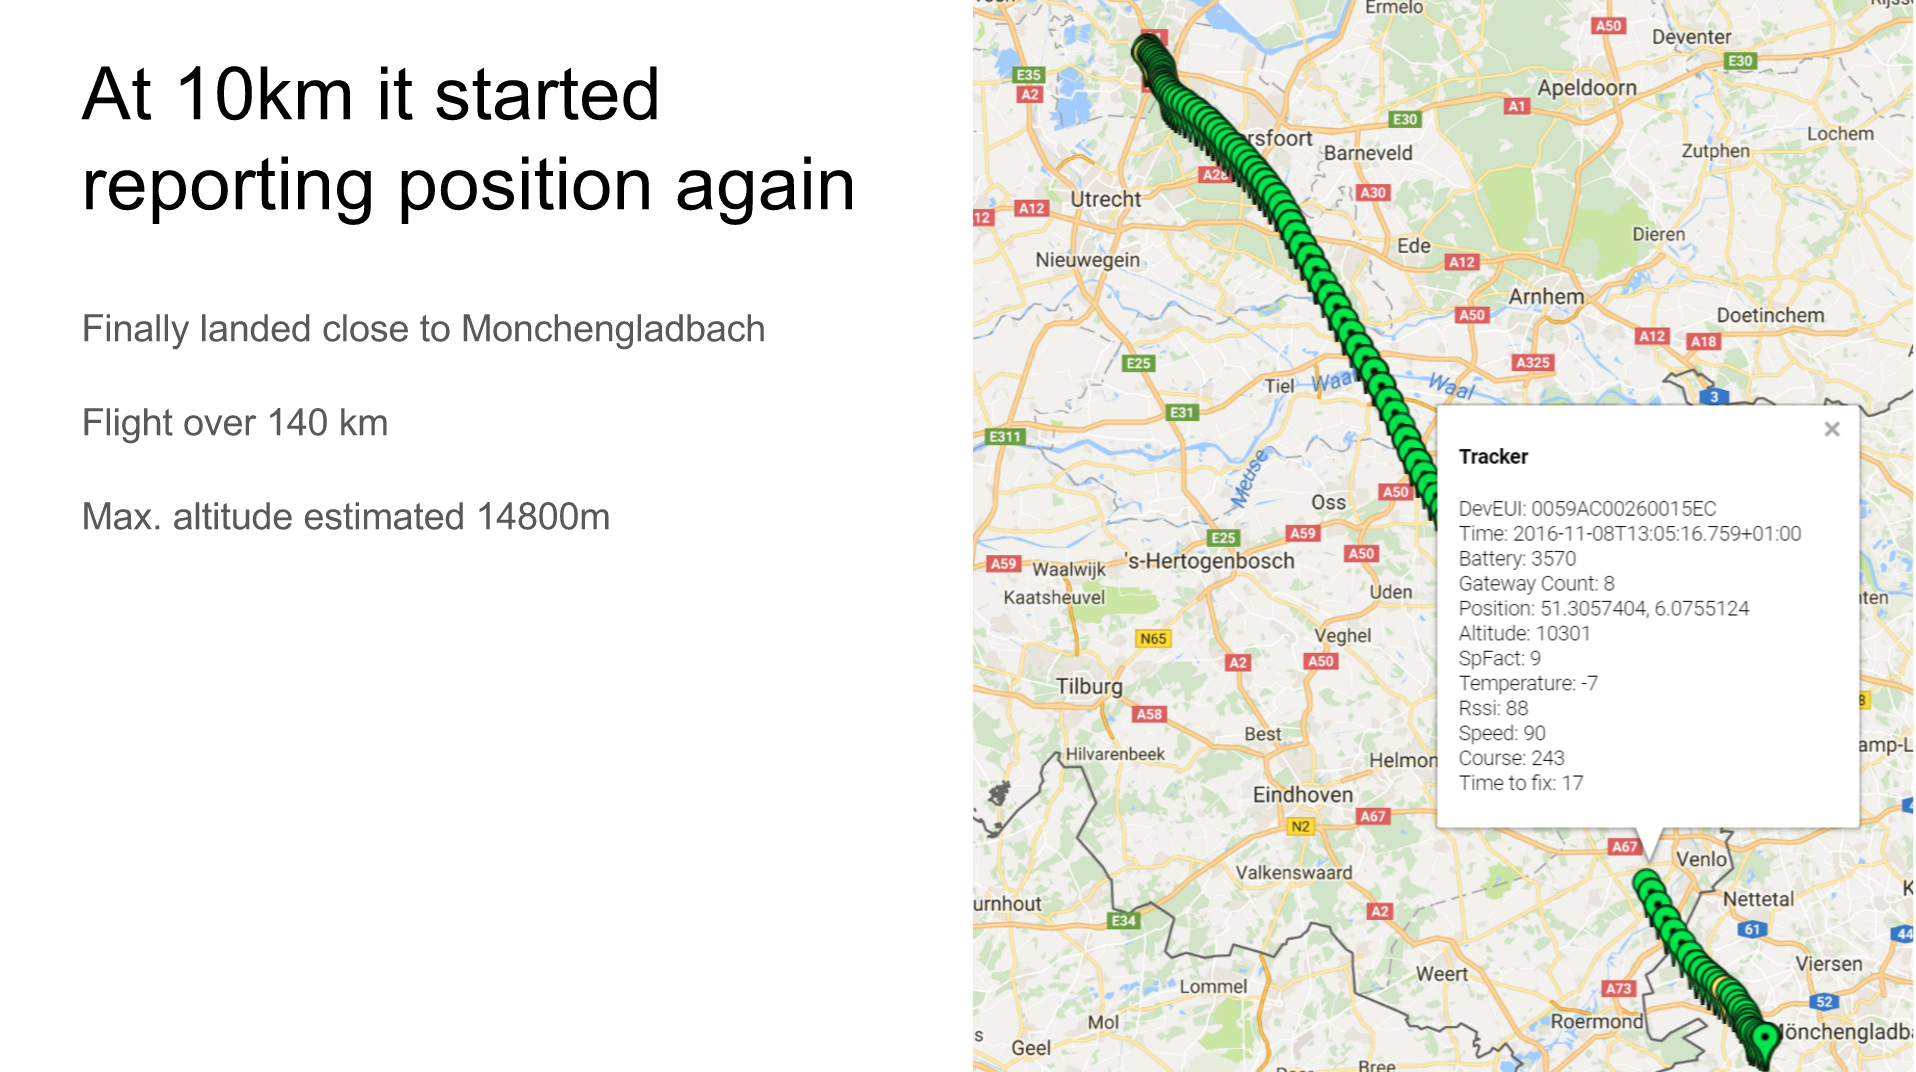 At 10km it started
reporting position again
Finally landed close to Monchengladbach
Flight over 140 km
Max. altitude estimated 14800m
Ermelo
A50
Deventer
E30
E35
A2
Apeldoorn
A1
E30
Lochem
ersfoort
Barneveld
Zutphen
A28
A30
Utrecht
A12
12
Dieren
Ede
A12
Nieuwegein
Arnhem
A50
Doetinchem
A12
A18
E25
A325
Tiel
Waal
Waal
3
E31
E311
Meuse
A50
Oss
E25
A59
's-Hertogenbosch
A50
A59
Waalwijk
Kaatsheuvel
Uden
N65
Veghel
A2
A50
Tilburg
A58
Best
Hilvarenbeek
Helmon
Eindhoven
N2
A67
×
Tracker
DevEUI: 0059AC00260015EC
Time: 2016-11-08T13:05:16.759+01:00
Battery: 3570
Gateway Count: 8
Position: 51.3057404, 6.0755124
Altitude: 10301
SpFact: 9
Temperature: -7
Rssi: 88
Speed: 90
Course: 243
Time to fix: 17
A67
Venlo
Valkenswaard
urnhout
E34
A2
Nettetal
61
44
Viersen
Weert
Lommel
A73
52
Roermond
Mönchengladb
Mol
Geel
Bree